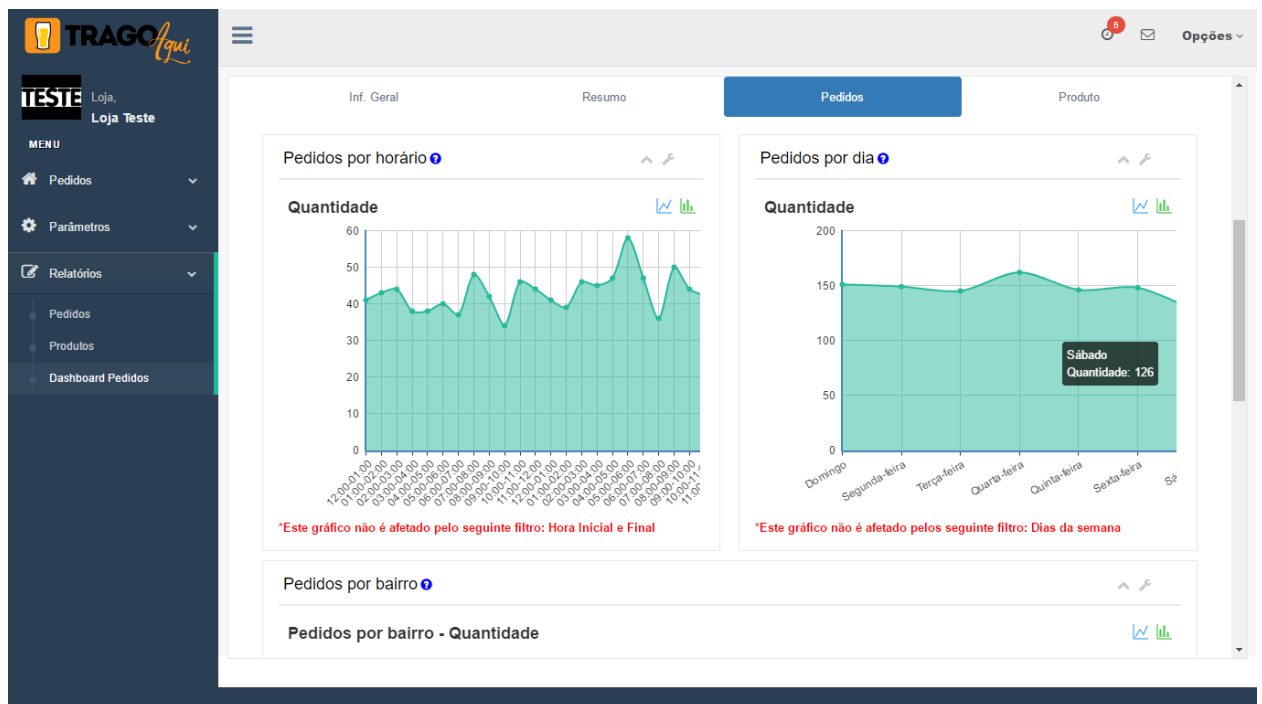 TRAGO Aqui
5
Opções
TESTE
Loja,
Loja Teste
MENU
Pedidos
Parâmetros
Relatórios
Pedidos
Produtos
Dashboard Pedidos
Inf. Geral
Resumo
Pedidos
Produto
Pedidos por horário
Quantidade
60
50
40
30
20
10
0
12:00-01:00
01:00-02:00
02:00-03:00
03:00-04:00
04:00-05:00
05:00-06:00
06:00-07:00
07:00-08:00
08:00-09:00
09:00-10:00
10:00-11:00
11:00-12:00
12:00-01:00
01:00-02:00
02:00-03:00
03:00-04:00
04:00-05:00
05:00-06:00
06:00-07:00
07:00-08:00
08:00-09:00
09:00-10:00
10:00-11:
11:00-
*Este gráfico não é afetado pelo seguinte filtro: Hora Inicial e Final
Pedidos por dia
Quantidade
200
150
100
50
0
Sábado
Quantidade: 126
Domingo
Segunda-feira
Terça-feira
Quarta-feira
Quinta-feira
Sexta-feira
Sá
*Este gráfico não é afetado pelos seguinte filtro: Dias da semana
Pedidos por bairro
Pedidos por bairro - Quantidade